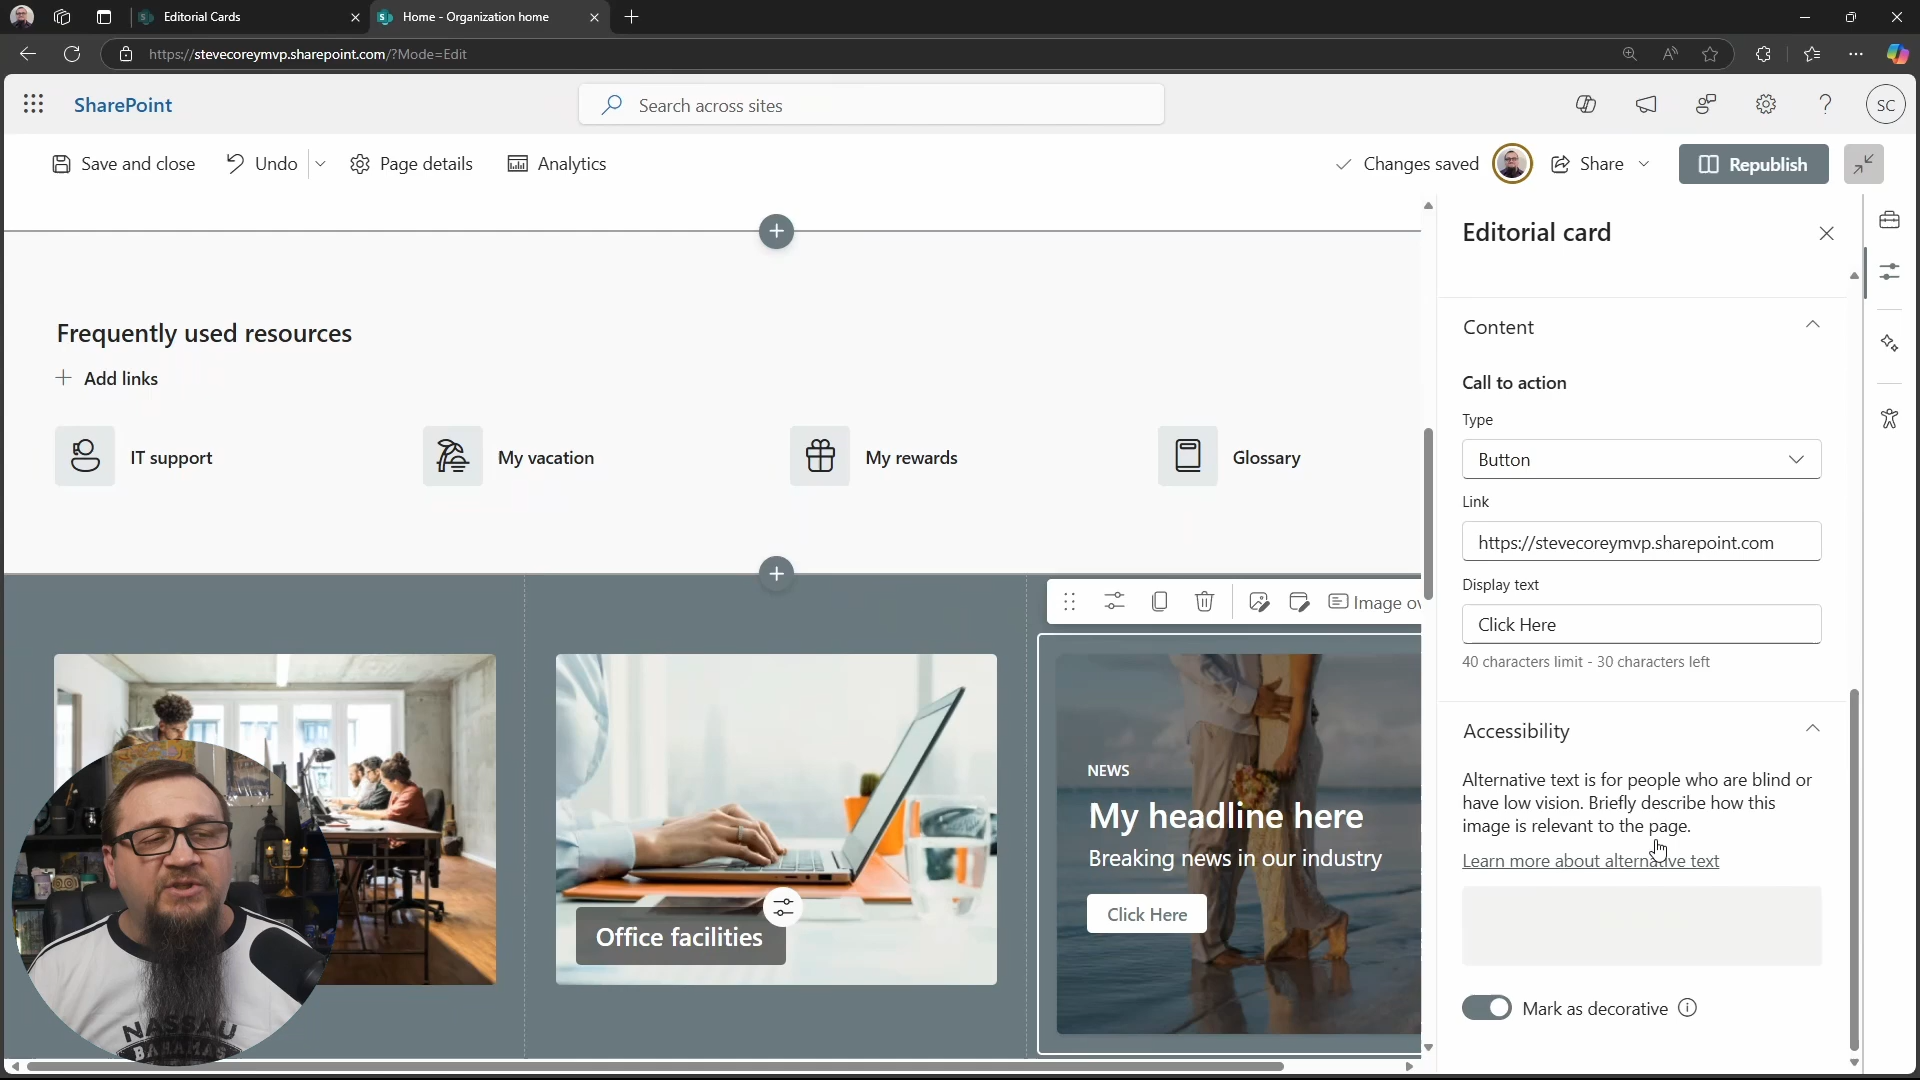 Editorial Cards
Home - Organization home
https://stevecoreymvp.sharepoint.com/?Mode=Edit
SharePoint
Search across sites
SC
Save and close
Undo
Page details
Analytics
Changes saved
Share
Republish
Frequently used resources
Add links
IT support
My vacation
My rewards
Glossary
Image ov
Office facilities
NEWS
My headline here
Breaking news in our industry
Click Here
NASSAU
BAHAMAS
Editorial card
Content
Call to action
Type
Button
Link
https://stevecoreymvp.sharepoint.com
Display text
Click Here
40 characters limit - 30 characters left
Accessibility
Alternative text is for people who are blind or
have low vision. Briefly describe how this
image is relevant to the page.
Learn more about alternative text
Mark as decorative